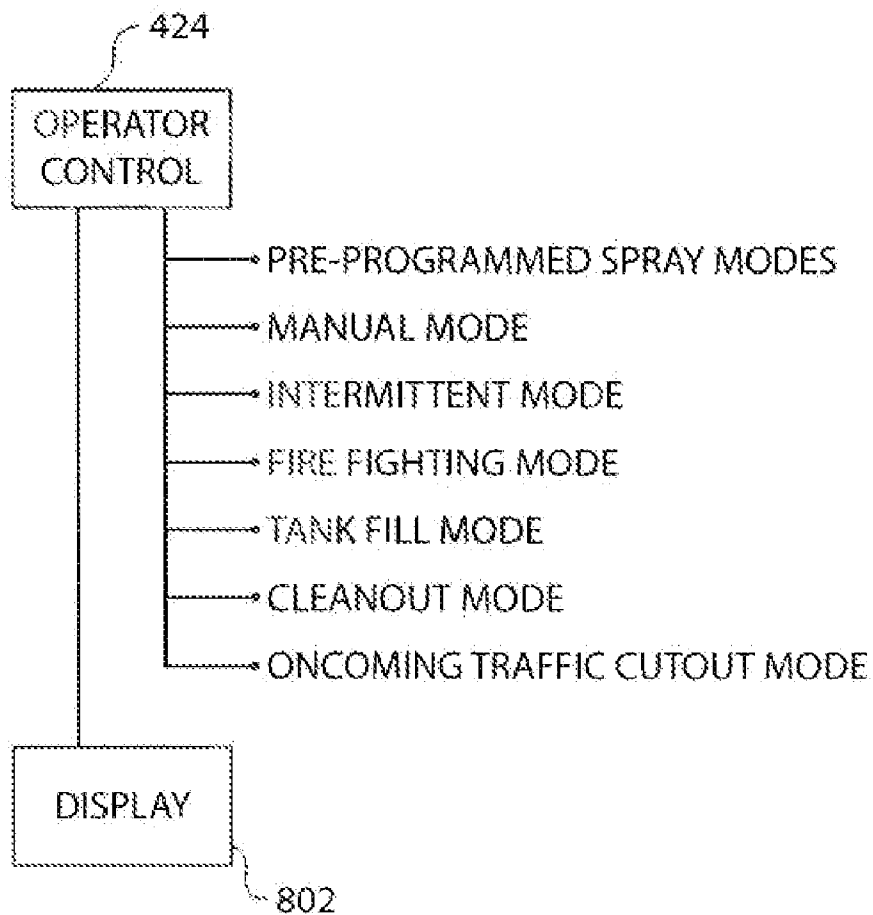 424
OPERATOR
CONTROL
PRE-PROGRAMMED SPRAY MODES
MANUAL MODE
INTERMITTENT MODE
FIRE FIGHTING MODE
TANK FILL MODE
CLEANOUT MODE
ONCOMING TRAFFIC CUTOUT MODE
DISPLAY
802